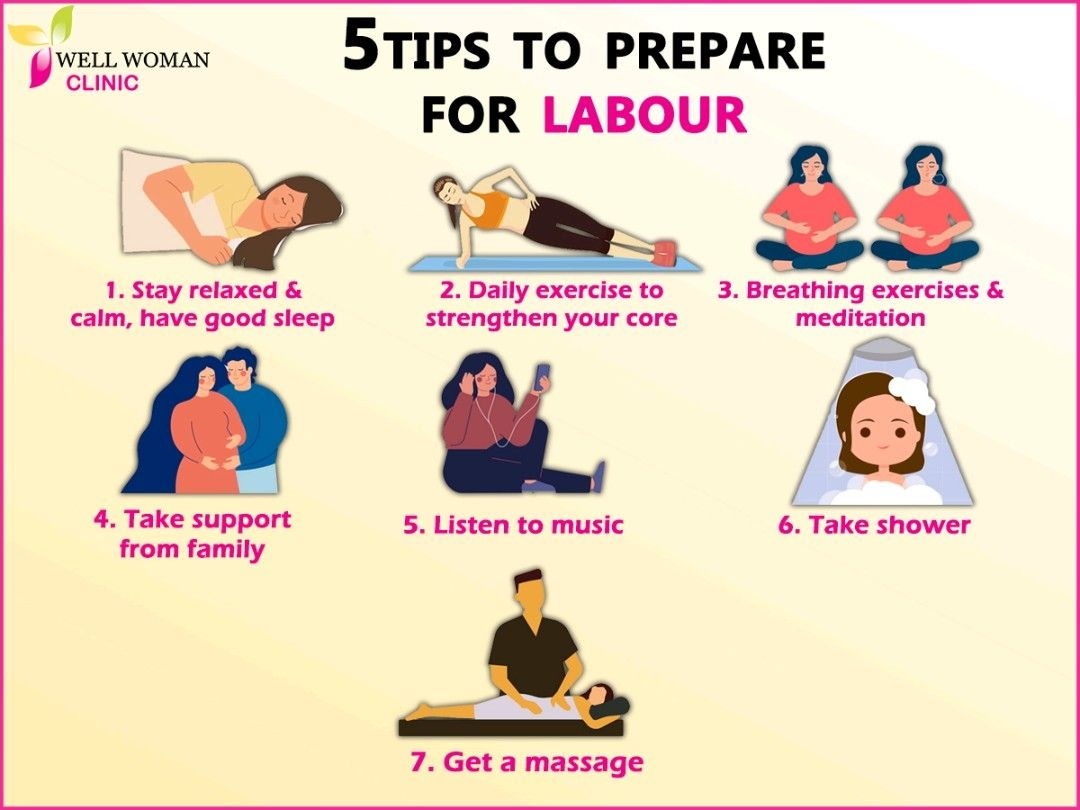 WELL WOMAN
CLINIC
5 TIPS TO PREPARE
FOR LABOUR
1. Stay relaxed &
calm, have good sleep
2. Daily exercise to
strengthen your core
3. Breathing exercises &
meditation
4. Take support
from family
5. Listen to music
6. Take shower
7. Get a massage